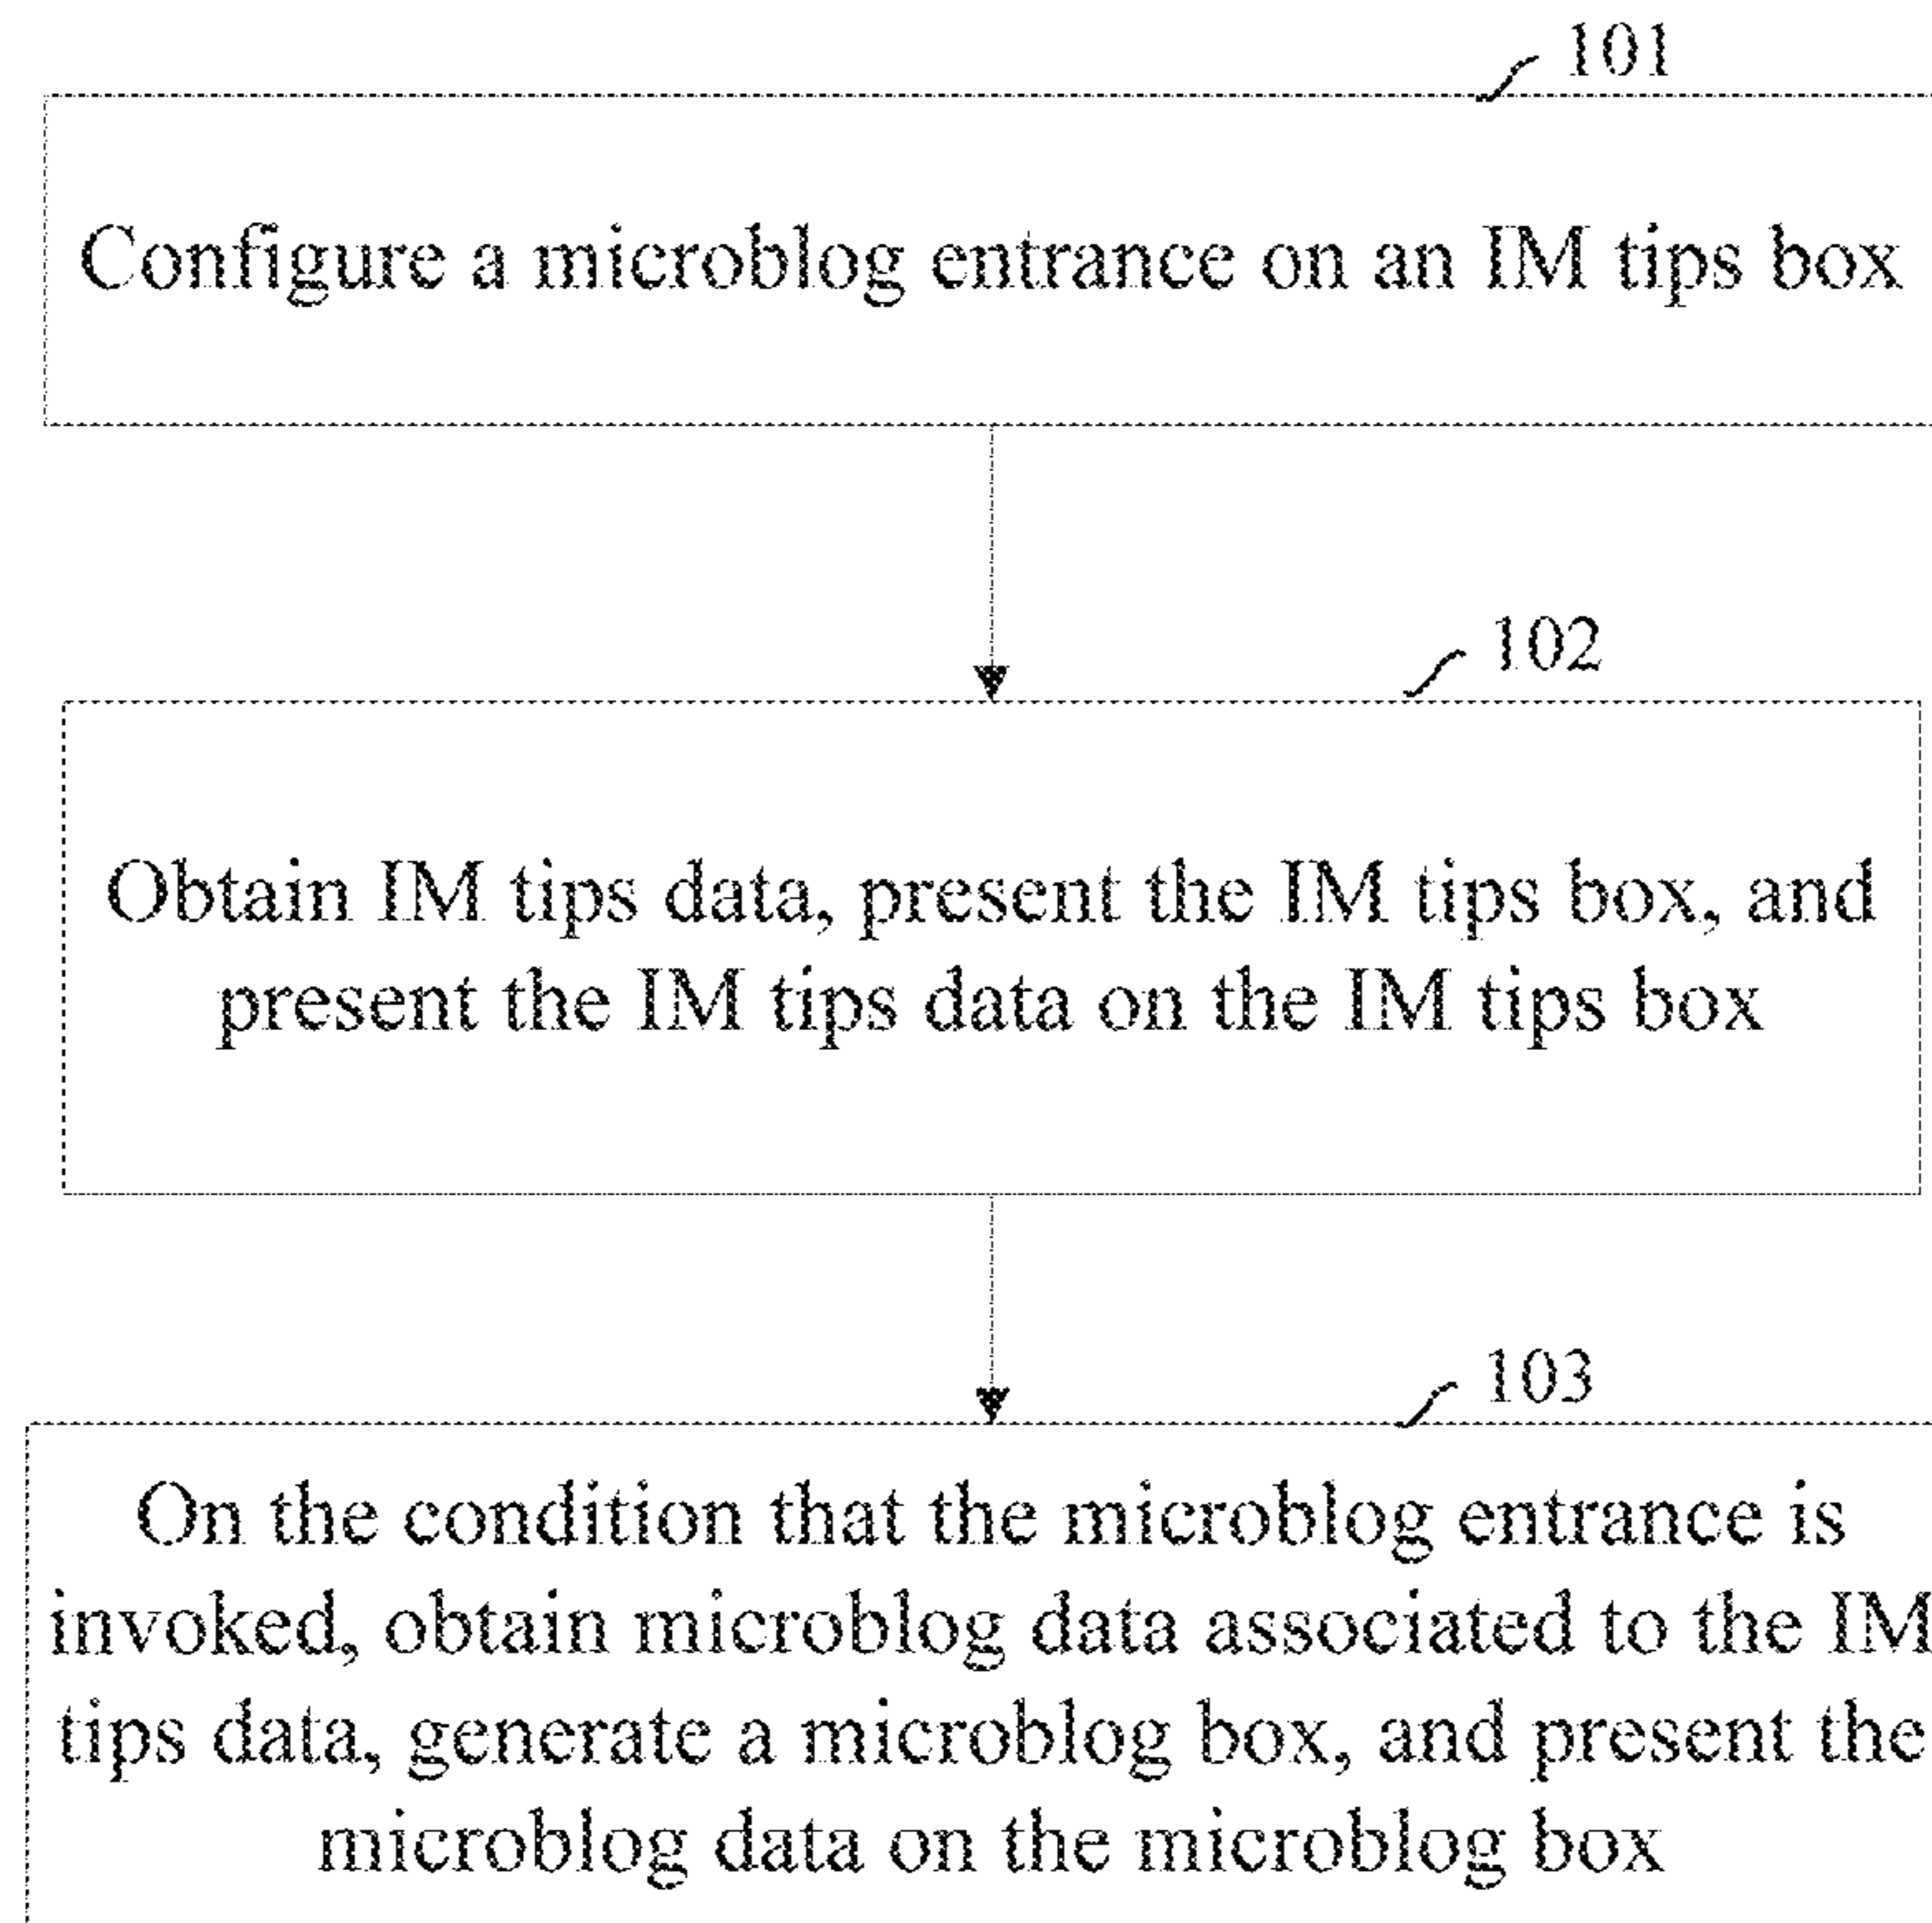 101
Configure a microblog entrance on an IM tips box
102
Obtain IM tips data, present the IM tips box, and
present the IM tips data on the IM tips box
103
On the condition that the microblog entrance is
invoked, obtain microblog data associated to the IM
tips data, generate a microblog box, and present the
microblog data on the microblog box